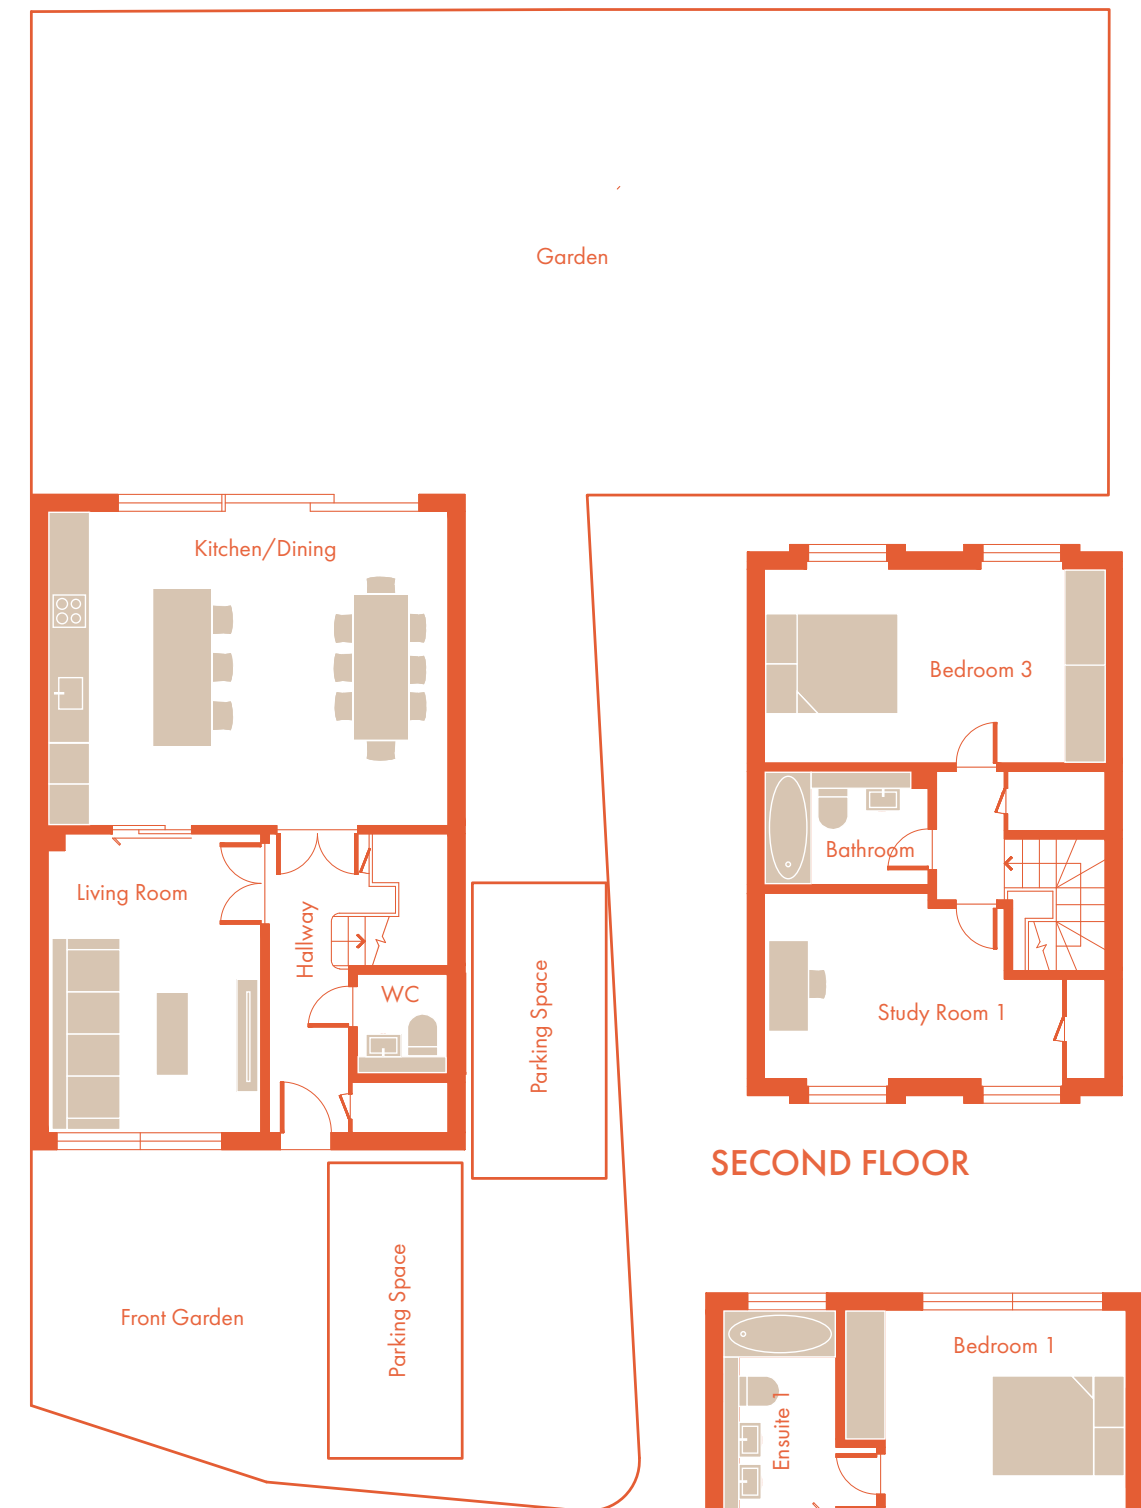 Garden
Kitchen/Dining
Living Room
Hallway
WC
Parking Space
Front Garden
Parking Space
Bedroom 3
Bathroom
Study Room 1
SECOND FLOOR
Bedroom 1
Ensuite 1